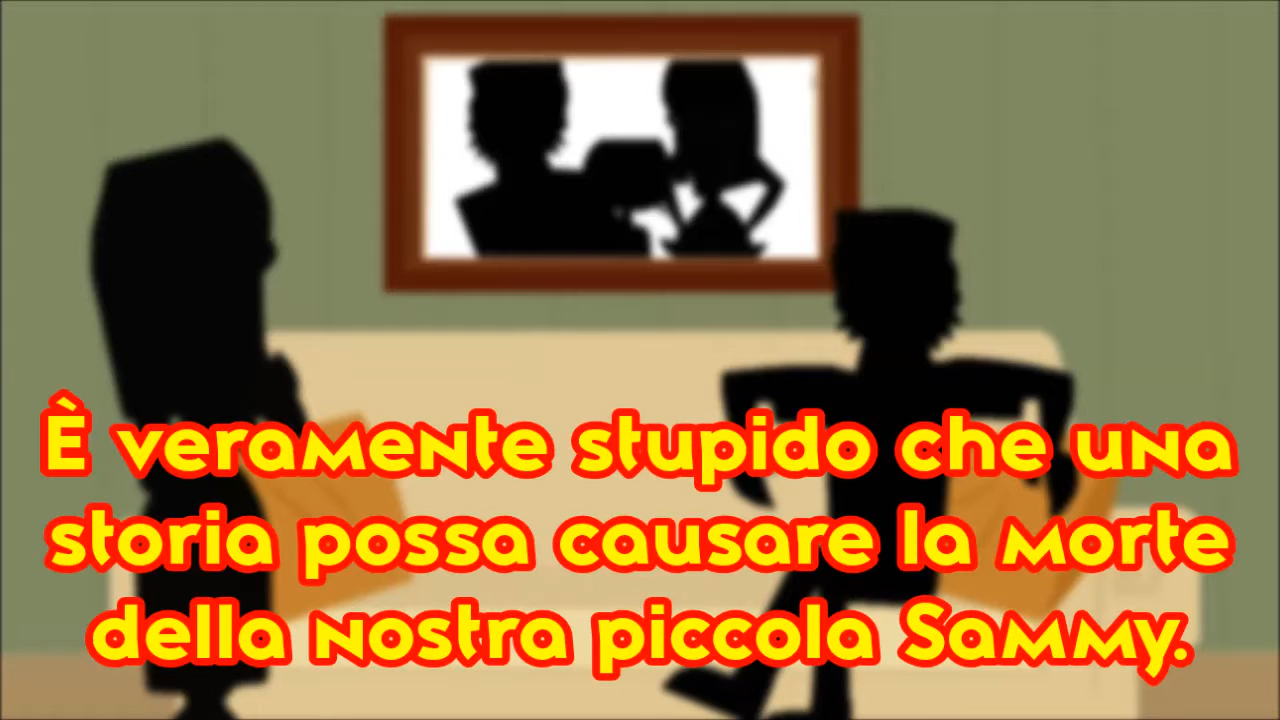 È veramente stupido che una
storia possa causare la morte
della nostra piccola Sammy.